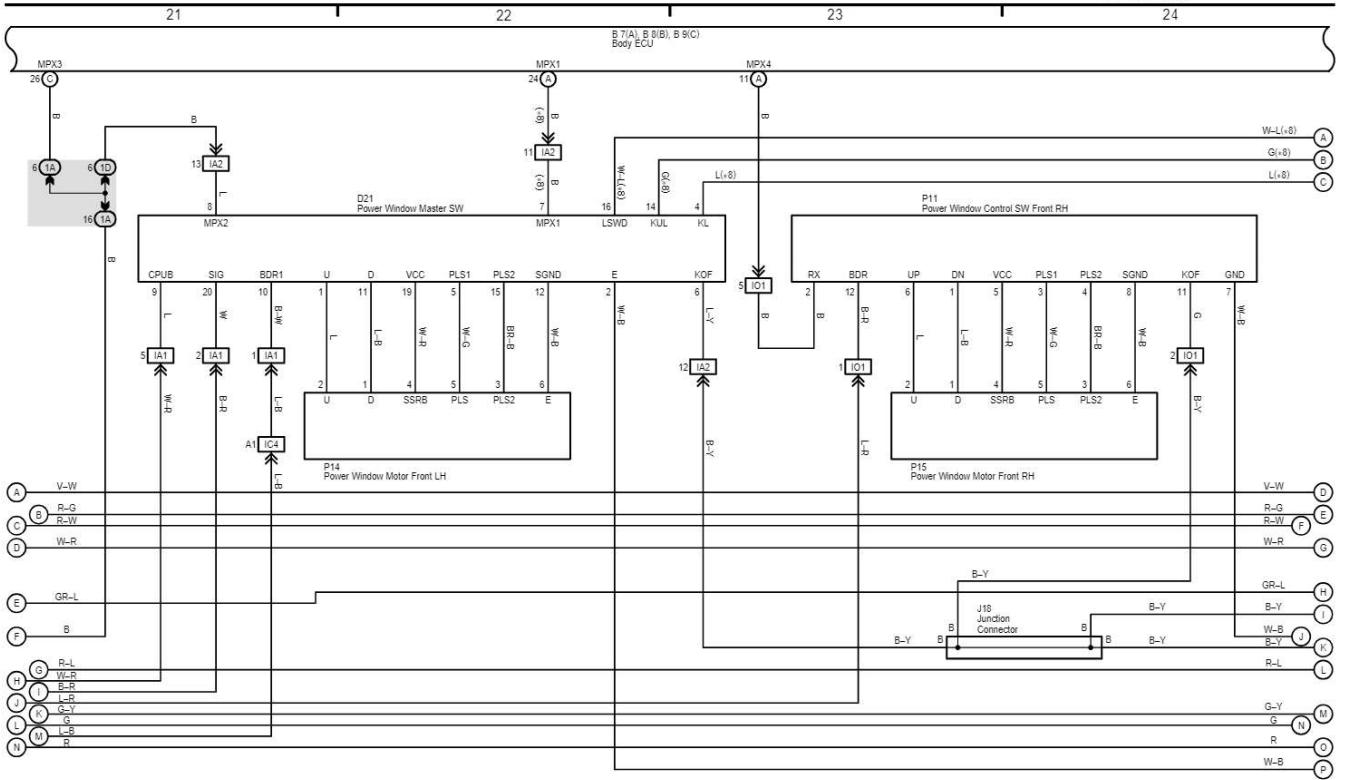 21 22 23 24
B 7(A), B 8(B), B 9(C)
Body ECU
MPX3 MPX1 MPX4
26 C 24 A 11 A
B B (*8) B
B
W-L(*8) A
G(*8) B
L(*8) L(*8) C
11 IA2
13 IA2
6 1A 6 1D
16 1A
L B (*8) W-L(*8) G(*8)
D21
Power Window Master SW
P11
Power Window Control SW Front RH
8 7 16 14 4
MPX2 MPX1 LSWD KUL KL
B
CPUB SIG BDR1 U D VCC PLS1 PLS2 SGND E KOF
9 20 10 1 11 19 5 15 12 2 6
5 IO1
RX BDR UP DN VCC PLS1 PLS2 SGND KOF GND
2 12 6 1 5 3 4 8 11 7
L W B-W L L-B W-R W-G BR-B W-B W-B L-Y
B B B-R L L-B W-R W-G BR-B W-B G W-B
5 IA1 2 IA1 1 IA1
12 IA2 1 IO1 2 IO1
2 1 4 5 3 6
U D SSRB PLS PLS2 E
2 1 4 5 3 6
U D SSRB PLS PLS2 E
W-R B-R L-B B-Y L-R B-Y
A1 IC4
L-B
P14
Power Window Motor Front LH
P15
Power Window Motor Front RH
A V-W V-W D
B R-G R-G E
C R-W R-W F
D W-R W-R G
B-Y
E GR-L GR-L H
J18
Junction
Connector
B-Y B-Y I
F B B B W-B J
B-Y B B B-Y B-Y K
G R-L R-L L
H W-R
I B-R
J L-R
K G-Y G-Y M
L G G N
M L-B
N R R O
W-B P